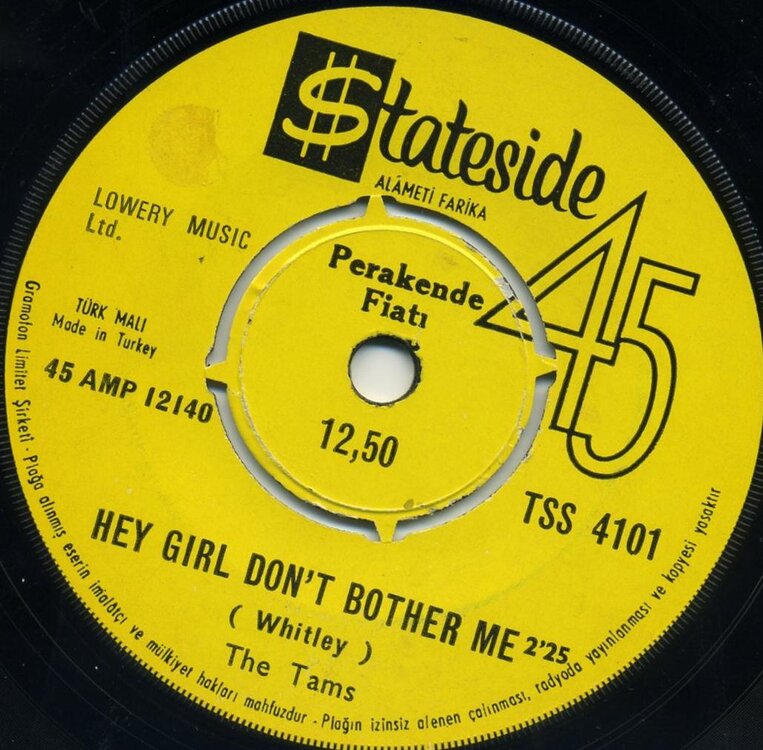 $tateside
ALÂMETİ FARİKA
45
LOWERY MUSIC
Ltd.
Perakende
Fiatı
12,50
TÜRK MALI
Made in Turkey
45 AMP 12140
TSS 4101
HEY GIRL DON'T BOTHER ME 2'25
( Whitley )
The Tams
Gramofon Limitet Şirketi - Plağa alınmış eserin imalâtçı ve mülkiyet hakları mahfuzdur - Plağın izinsiz alenen çalınması, radyoda yayınlanması ve kopyesi yasaktır